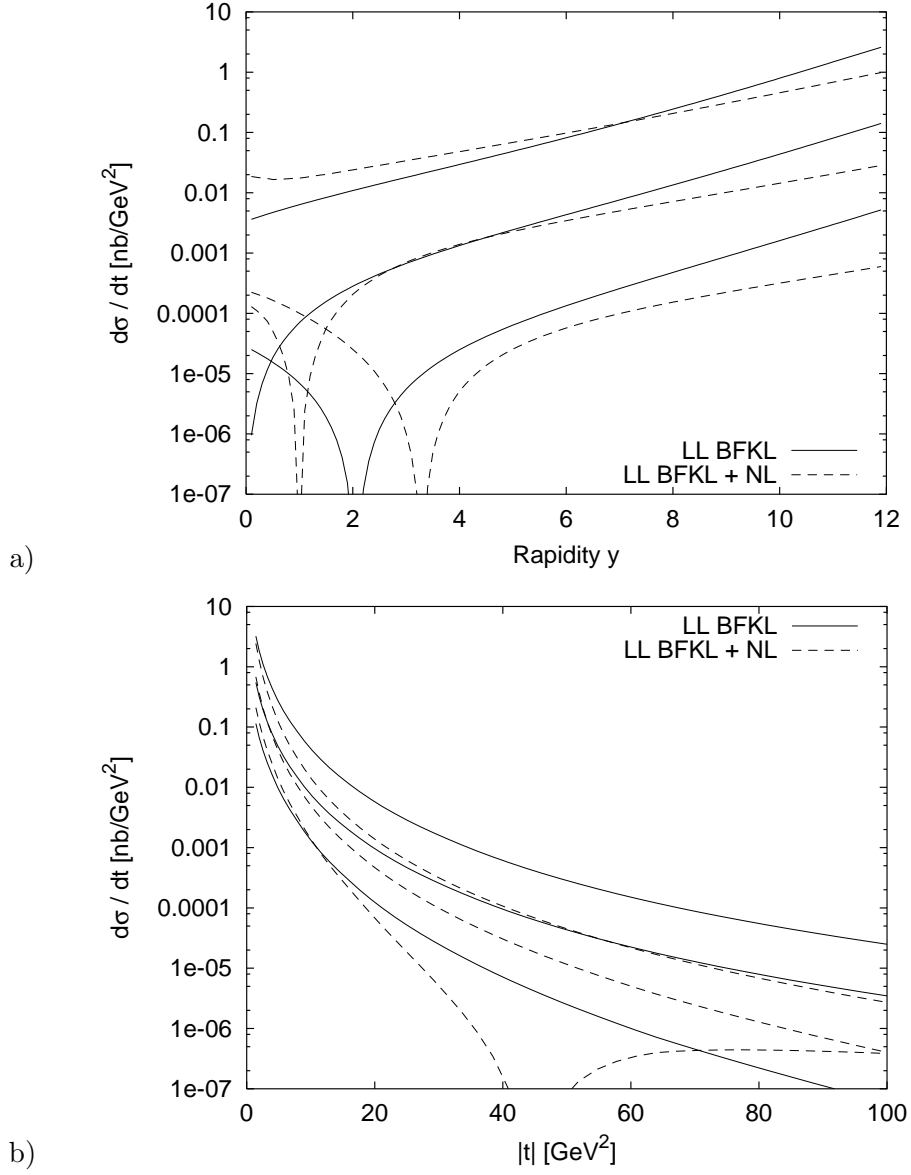 10
1
0.1
0.01
0.001
0.0001
1e-05
1e-06
1e-07
dσ / dt [nb/GeV²]
LL BFKL
LL BFKL + NL
0 2 4 6 8 10 12
Rapidity y
a)
10
1
0.1
0.01
0.001
0.0001
1e-05
1e-06
1e-07
dσ / dt [nb/GeV²]
LL BFKL
LL BFKL + NL
0 20 40 60 80 100
|t| [GeV²]
b)